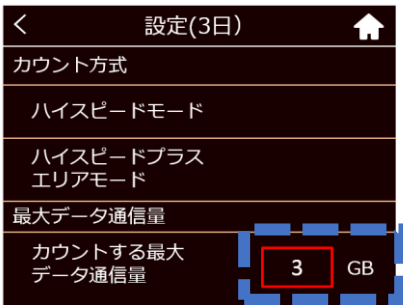 設定(3日)
カウント方式
ハイスピードモード
ハイスピードプラス
エリアモード
最大データ通信量
カウントする最大
データ通信量
3 GB